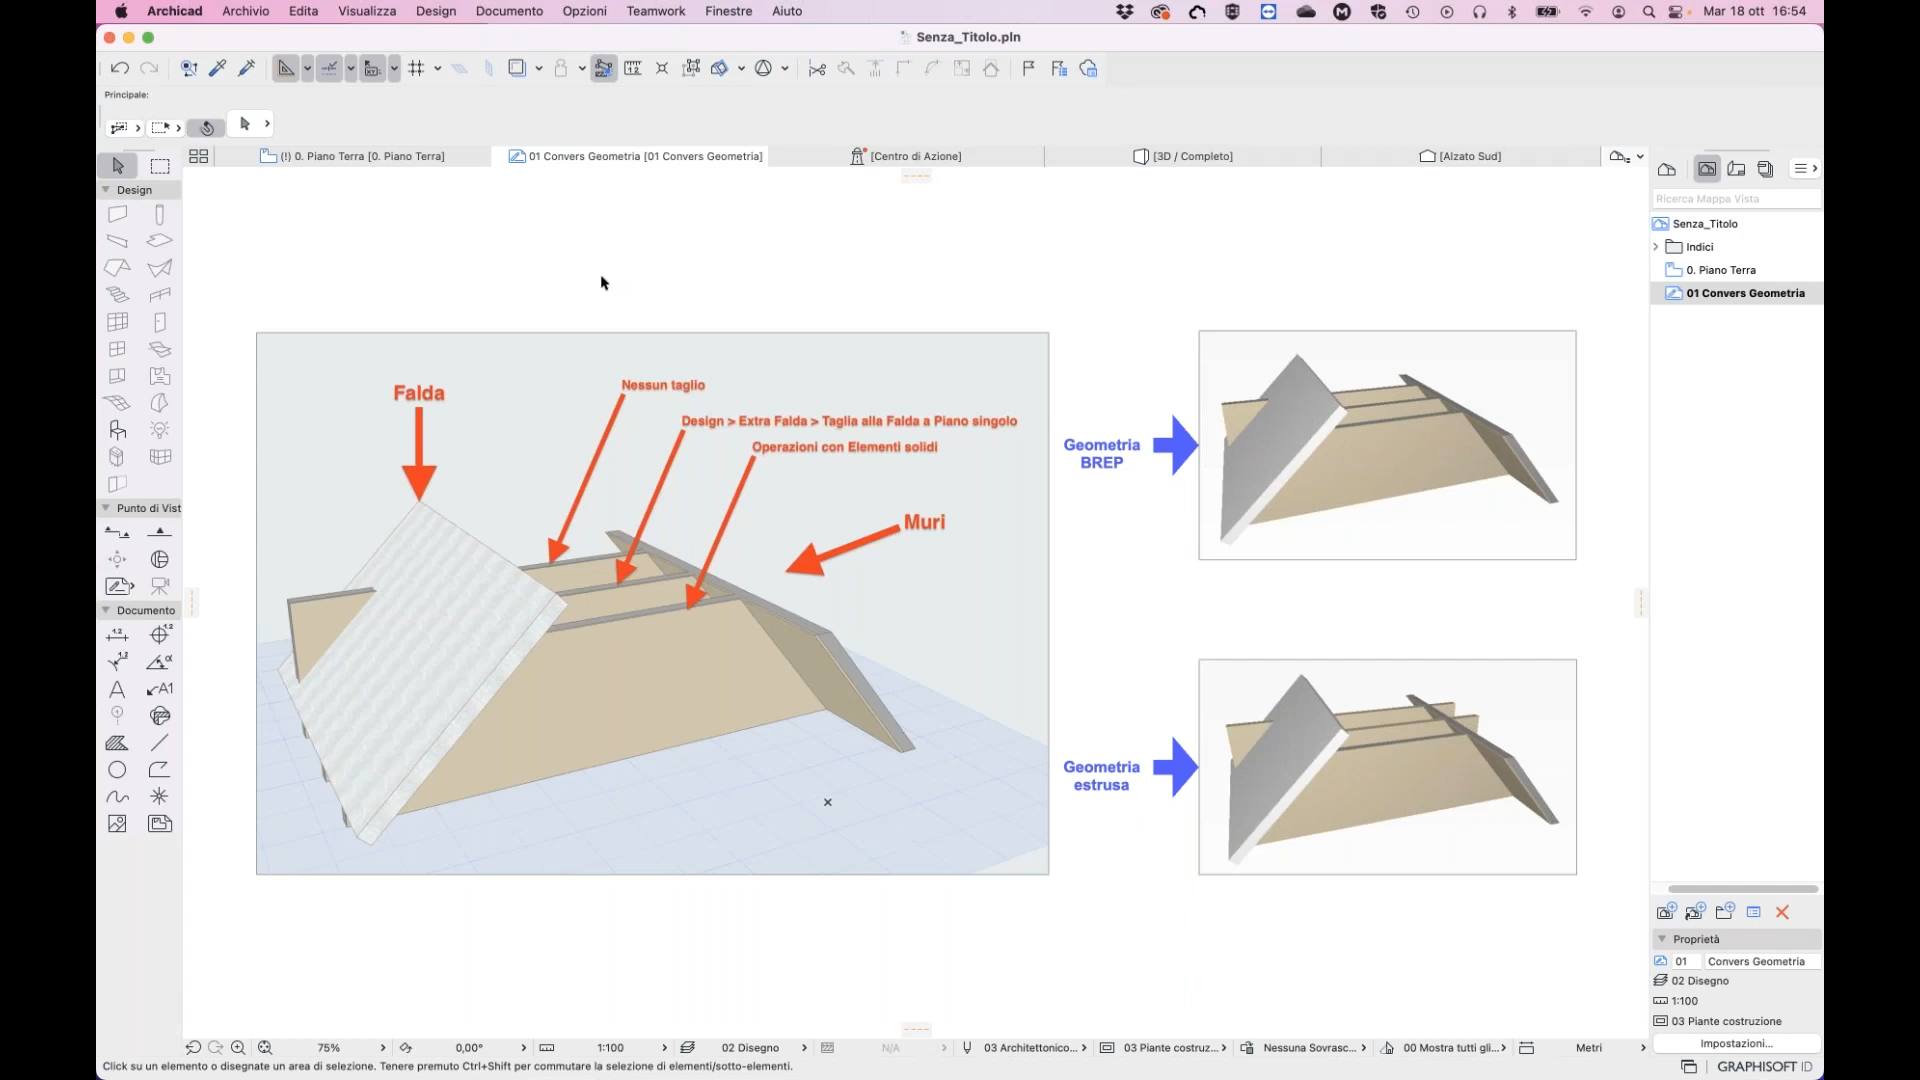 Archicad Archivio Edita Visualizza Design Documento Opzioni Teamwork Finestre Aiuto
Mar 18 ott 16:54
Senza_Titolo.pln
Principale:
(!) 0. Piano Terra [0. Piano Terra]
01 Convers Geometria [01 Convers Geometria]
[Centro di Azione]
[3D / Completo]
[Alzato Sud]
Design
Punto di Vist
Documento
Ricerca Mappa Vista
Senza_Titolo
Indici
0. Piano Terra
01 Convers Geometria
Falda
Nessun taglio
Design > Extra Falda > Taglia alla Falda a Piano singolo
Operazioni con Elementi solidi
Muri
Geometria
BREP
Geometria
estrusa
Proprietà
01 Convers Geometria
02 Disegno
1:100
03 Piante costruzione
Impostazioni...
75%
0,00°
1:100
02 Disegno
N/A
03 Architettonico...
03 Piante costruz...
Nessuna Sovrasc...
00 Mostra tutti gli...
Metri
Click su un elemento o disegnate un area di selezione. Tenere premuto Ctrl+Shift per commutare la selezione di elementi/sotto-elementi.
GRAPHISOFT ID